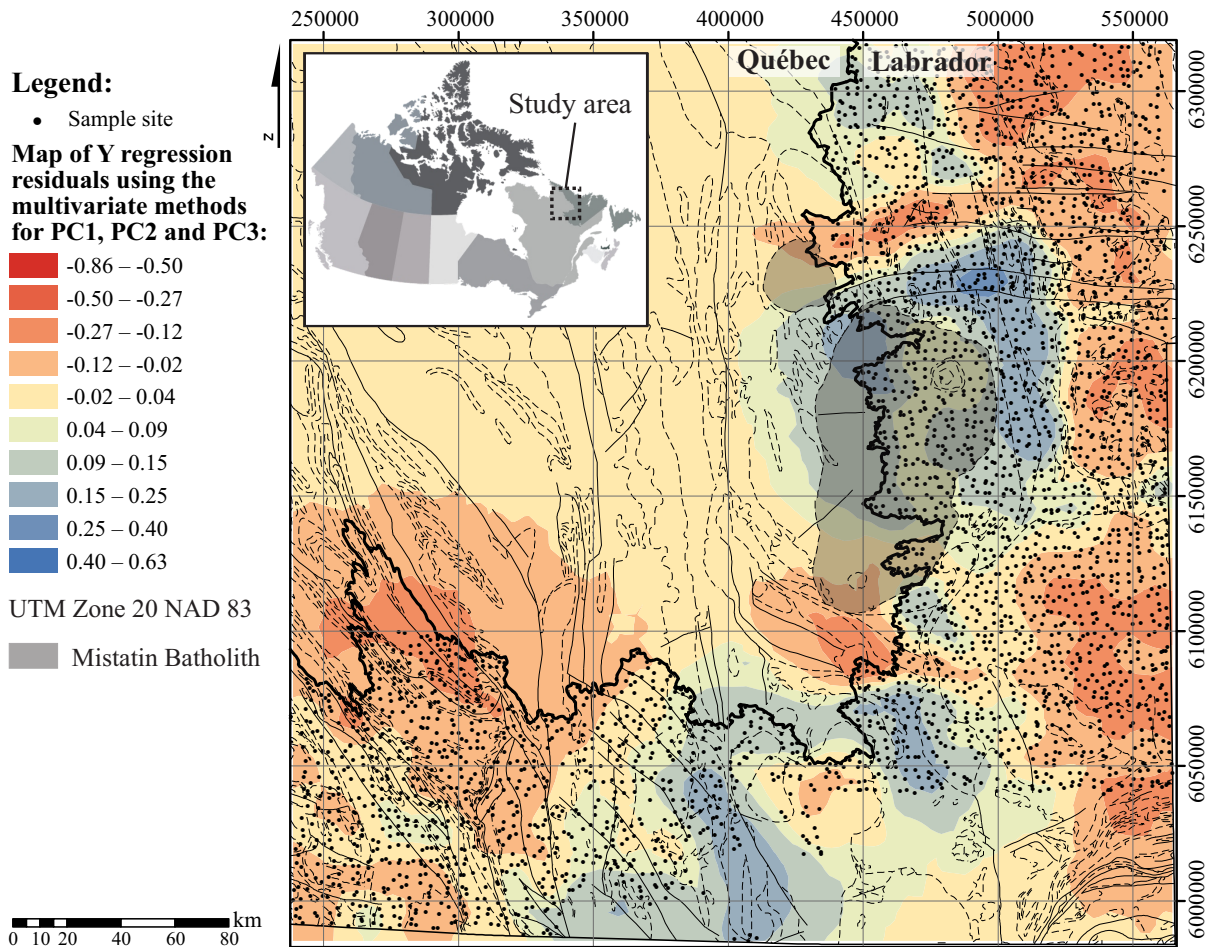 250000 300000 350000 400000 450000 500000 550000
Québec Labrador
Legend:
Sample site
Map of Y regression
residuals using the
multivariate methods
for PC1, PC2 and PC3:
-0.86 – -0.50
-0.50 – -0.27
-0.27 – -0.12
-0.12 – -0.02
-0.02 – 0.04
0.04 – 0.09
0.09 – 0.15
0.15 – 0.25
0.25 – 0.40
0.40 – 0.63
UTM Zone 20 NAD 83
Mistatin Batholith
km
0 10 20 40 60 80
N
Study area
6300000
6250000
6200000
6150000
6100000
6050000
6000000